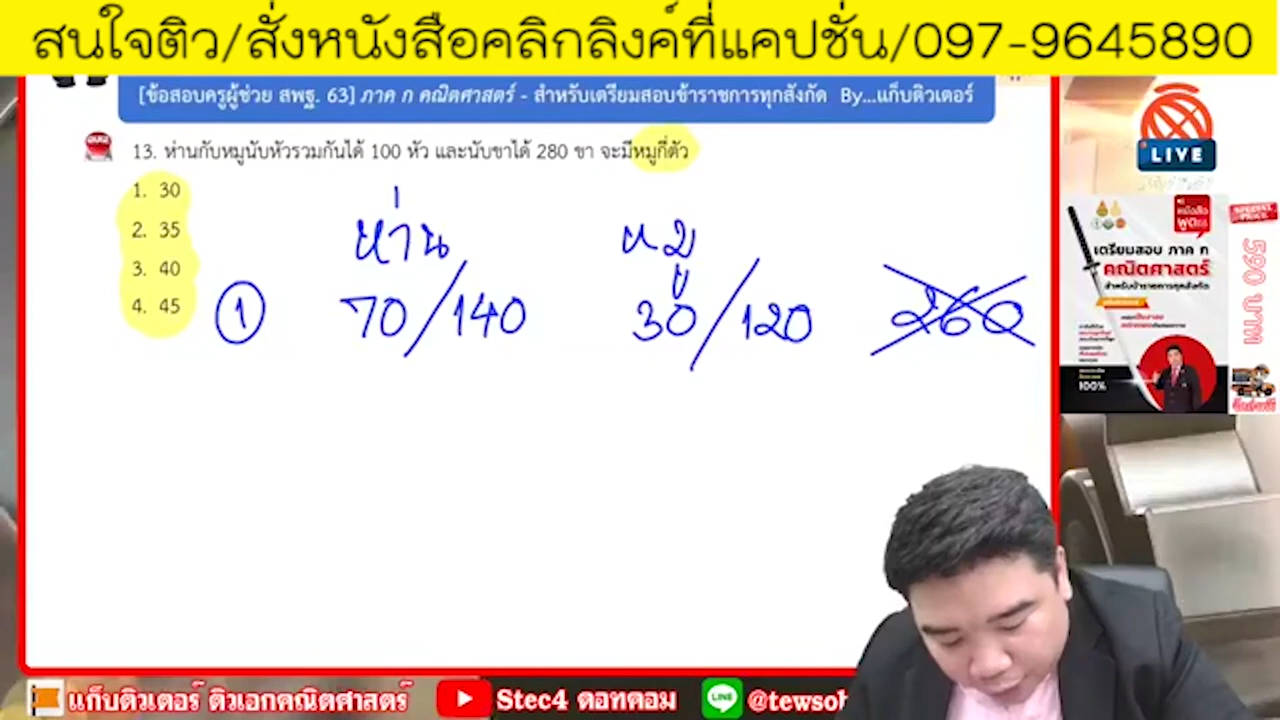 สนใจติว/สั่งหนังสือคลิกลิงค์ที่แคปชั่น/097-9645890
[ข้อสอบครูผู้ช่วย สพฐ. 63] ภาค ก คณิตศาสตร์ - สำหรับเตรียมสอบข้าราชการทุกสังกัด By...แก็บติวเตอร์
13. ห่านกับหมูนับหัวรวมกันได้ 100 หัว และนับขาได้ 280 ขา จะมีหมูกี่ตัว
1. 30
2. 35
3. 40
4. 45
ห่าน หมู
1 70/140 30/120 260
LIVE
หนังสือ
เตรียมสอบ ภาค ก
คณิตศาสตร์
100%
590 บาท
แก็บติวเตอร์ ติวเอกคณิตศาสตร์
Stec4 ดอทคอม
LINE